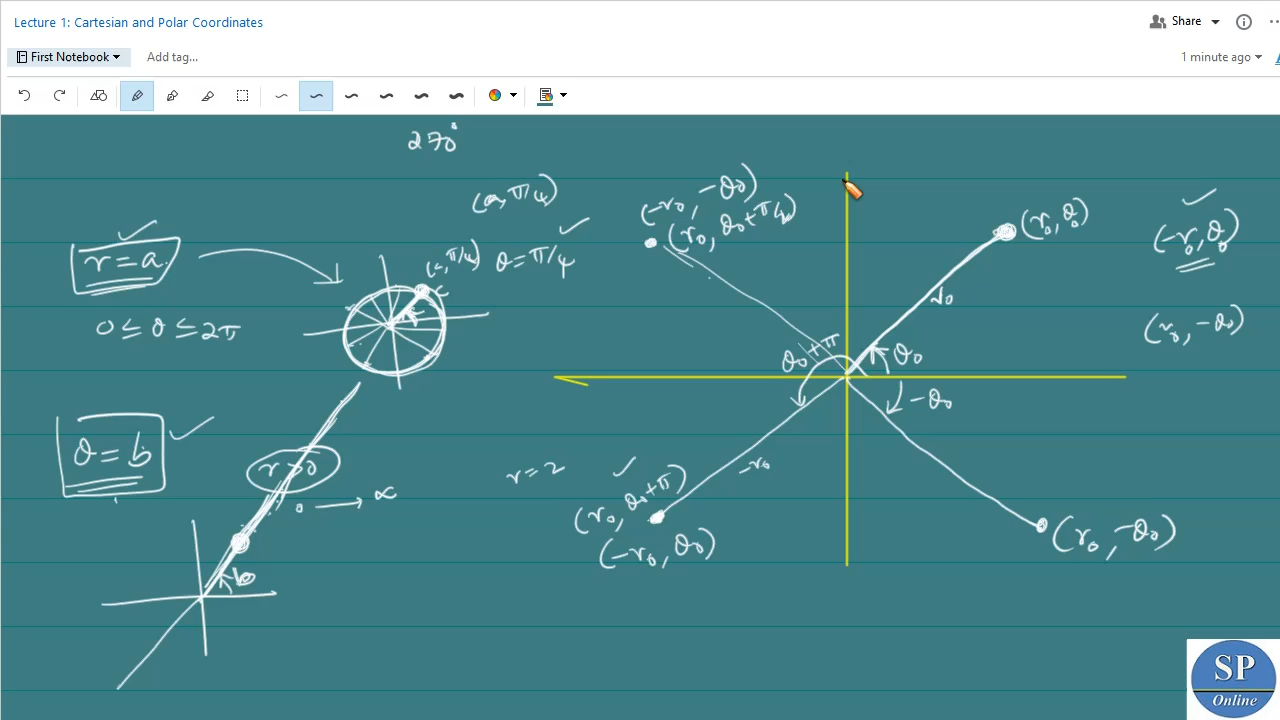 Lecture 1: Cartesian and Polar Coordinates
Share
First Notebook
Add tag...
1 minute ago
270°
(a, π/4)
r = a
0 ≤ θ ≤ 2π
(a, π/4)
θ = π/4
θ = b
r > 0
0 → ∝
b
(-r₀, -θ₀)
(r₀, θ₀+π/2)
(r₀, θ₀)
(-r₀, θ₀)
(r₀, -θ₀)
r₀
θ₀+π
θ₀
-θ₀
r = 2
-r₀
(r₀, θ₀+π)
(-r₀, θ₀)
(r₀, -θ₀)
SP
Online